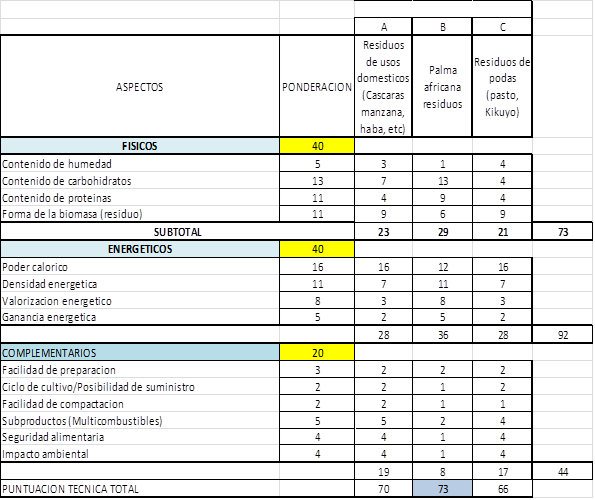 A B C
ASPECTOS PONDERACION Residuos de usos domesticos (Cascaras manzana, haba, etc) Palma africana residuos Residuos de podas (pasto, Kikuyo)
FISICOS 40
Contenido de humedad 5 3 1 4
Contenido de carbohidratos 13 7 13 4
Contenido de proteinas 11 4 9 4
Forma de la biomasa (residuo) 11 9 6 9
SUBTOTAL 23 29 21 73
ENERGETICOS 40
Poder calorico 16 16 12 16
Densidad energetica 11 7 11 7
Valorizacion energetico 8 3 8 3
Ganancia energetica 5 2 5 2
28 36 28 92
COMPLEMENTARIOS 20
Facilidad de preparacion 3 2 2 2
Ciclo de cultivo/Posibilidad de suministro 2 2 1 2
Facilidad de compactacion 2 2 1 1
Subproductos (Multicombustibles) 5 5 2 4
Seguridad alimentaria 4 4 1 4
Impacto ambiental 4 4 1 4
19 8 17 44
PUNTUACION TECNICA TOTAL 70 73 66